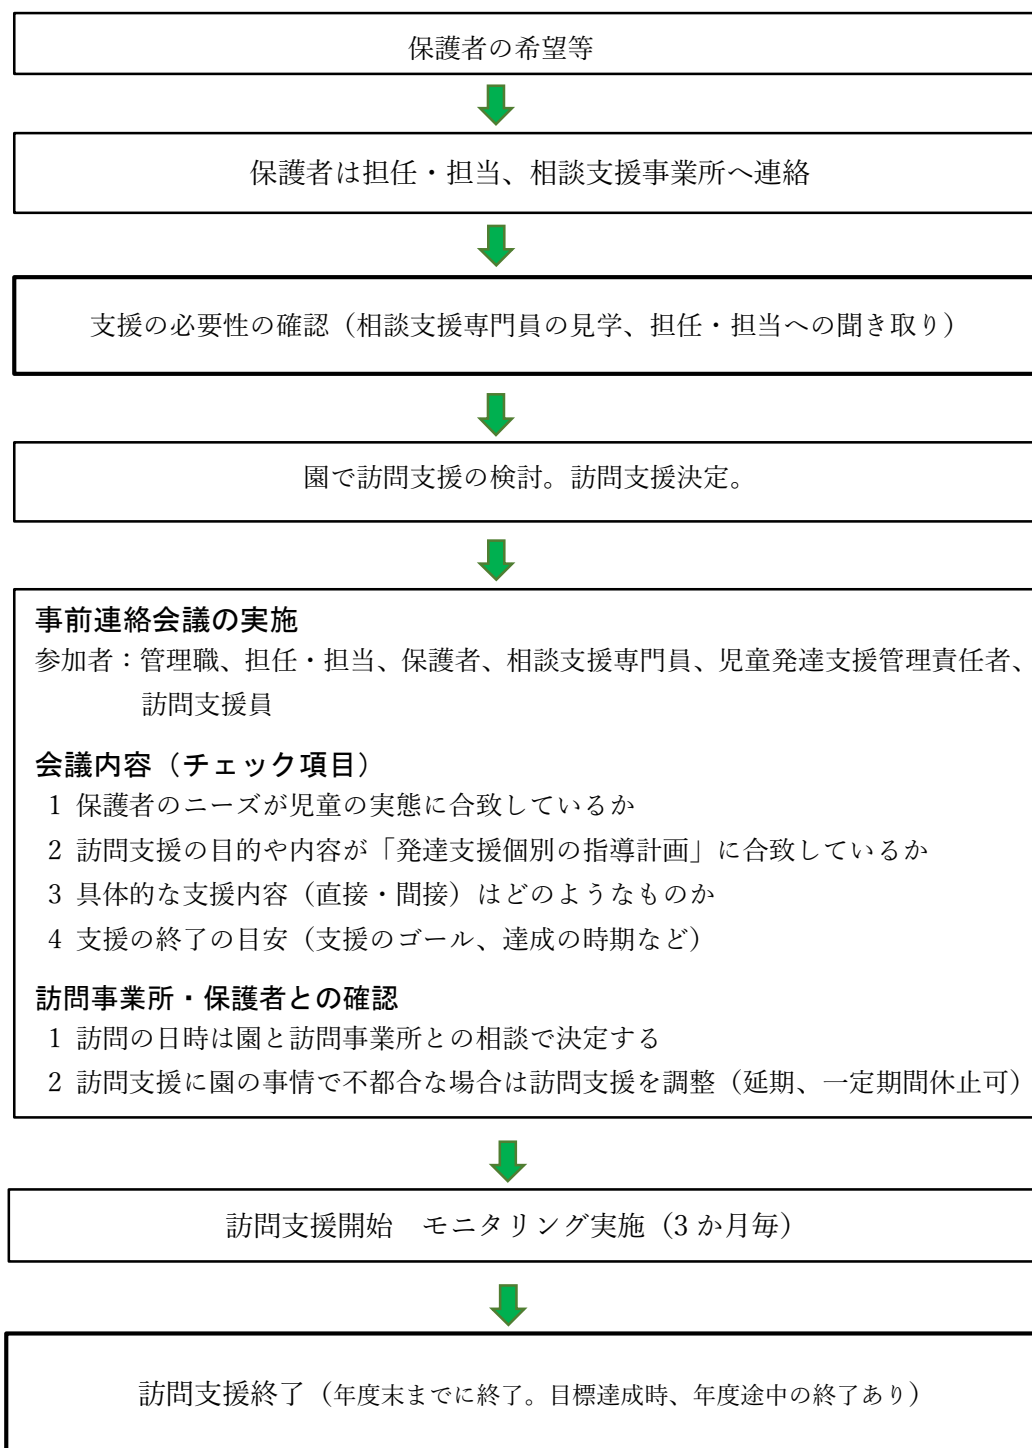 保護者の希望等
保護者は担任・担当、相談支援事業所へ連絡
支援の必要性の確認（相談支援専門員の見学、担任・担当への聞き取り）
園で訪問支援の検討。訪問支援決定。
事前連絡会議の実施
参加者：管理職、担任・担当、保護者、相談支援専門員、児童発達支援管理責任者、
訪問支援員
会議内容（チェック項目）
1 保護者のニーズが児童の実態に合致しているか
2 訪問支援の目的や内容が「発達支援個別の指導計画」に合致しているか
3 具体的な支援内容（直接・間接）はどのようなものか
4 支援の終了の目安（支援のゴール、達成の時期など）
訪問事業所・保護者との確認
1 訪問の日時は園と訪問事業所との相談で決定する
2 訪問支援に園の事情で不都合な場合は訪問支援を調整（延期、一定期間休止可）
訪問支援開始　モニタリング実施（3 か月毎）
訪問支援終了（年度末までに終了。目標達成時、年度途中の終了あり）